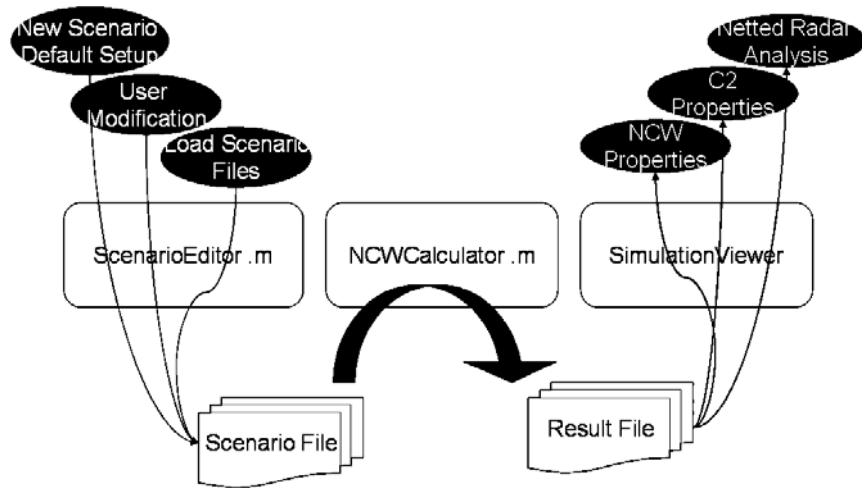 New Scenario
Default Setup
User
Modification
Load Scenario
Files
Netted Radar
Analysis
C2
Properties
NCW
Properties
ScenarioEditor .m
NCWCalculator .m
SimulationViewer
Scenario File
Result File